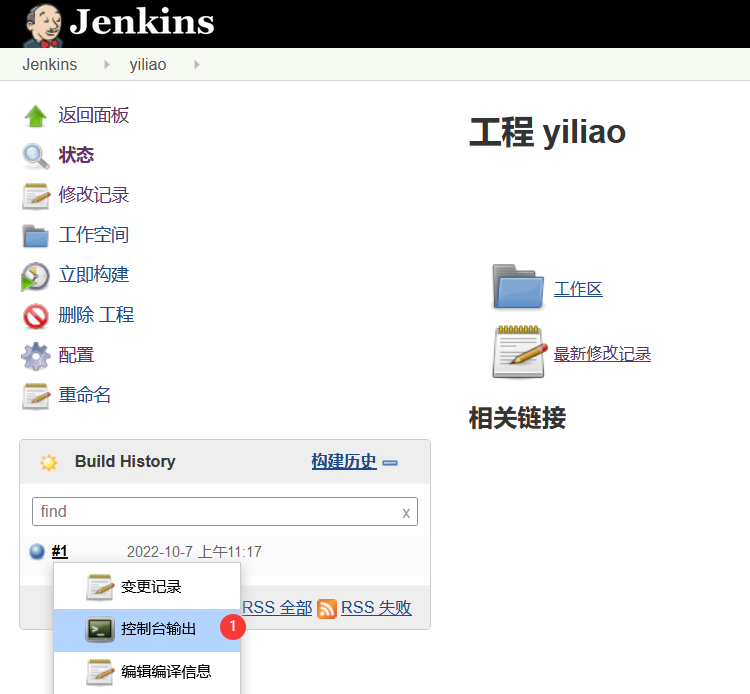 Jenkins
Jenkins yiliao
返回面板
状态
修改记录
工作空间
立即构建
删除 工程
配置
重命名
工程 yiliao
工作区
最新修改记录
相关链接
Build History 构建历史
find x
#1 2022-10-7 上午11:17
RSS 全部 RSS 失败
变更记录
控制台输出 1
编辑编译信息